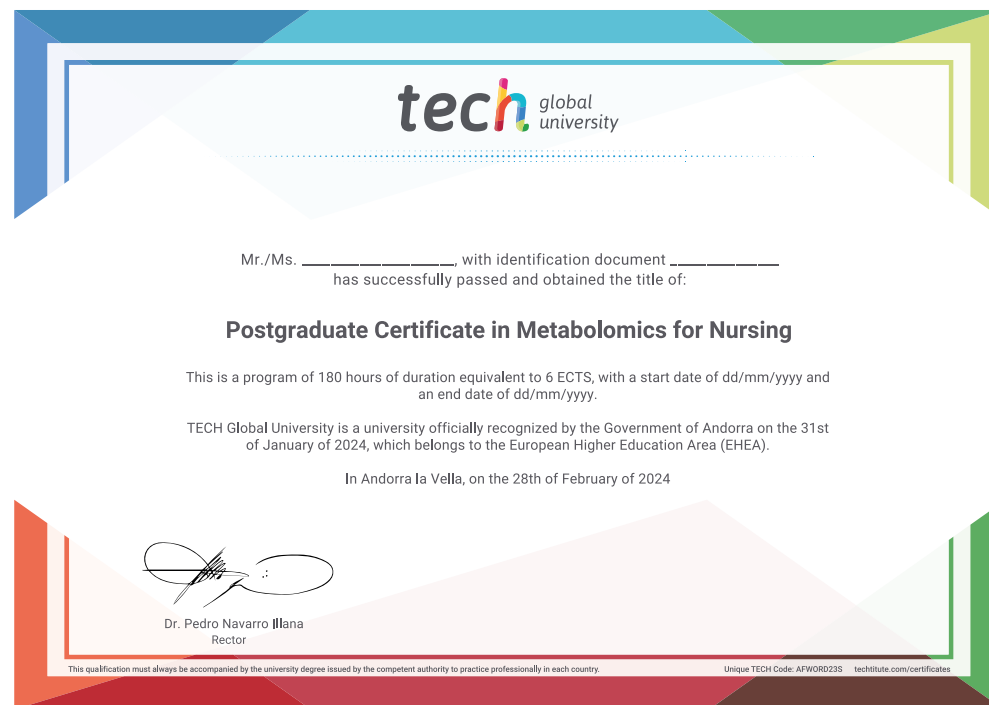 tech global university
Mr./Ms. ____________________, with identification document ______________
has successfully passed and obtained the title of:
Postgraduate Certificate in Metabolomics for Nursing
This is a program of 180 hours of duration equivalent to 6 ECTS, with a start date of dd/mm/yyyy and
an end date of dd/mm/yyyy.
TECH Global University is a university officially recognized by the Government of Andorra on the 31st
of January of 2024, which belongs to the European Higher Education Area (EHEA).
In Andorra la Vella, on the 28th of February of 2024
Dr. Pedro Navarro Illana
Rector
This qualification must always be accompanied by the university degree issued by the competent authority to practice professionally in each country.
Unique TECH Code: AFWORD23S techtitute.com/certificates